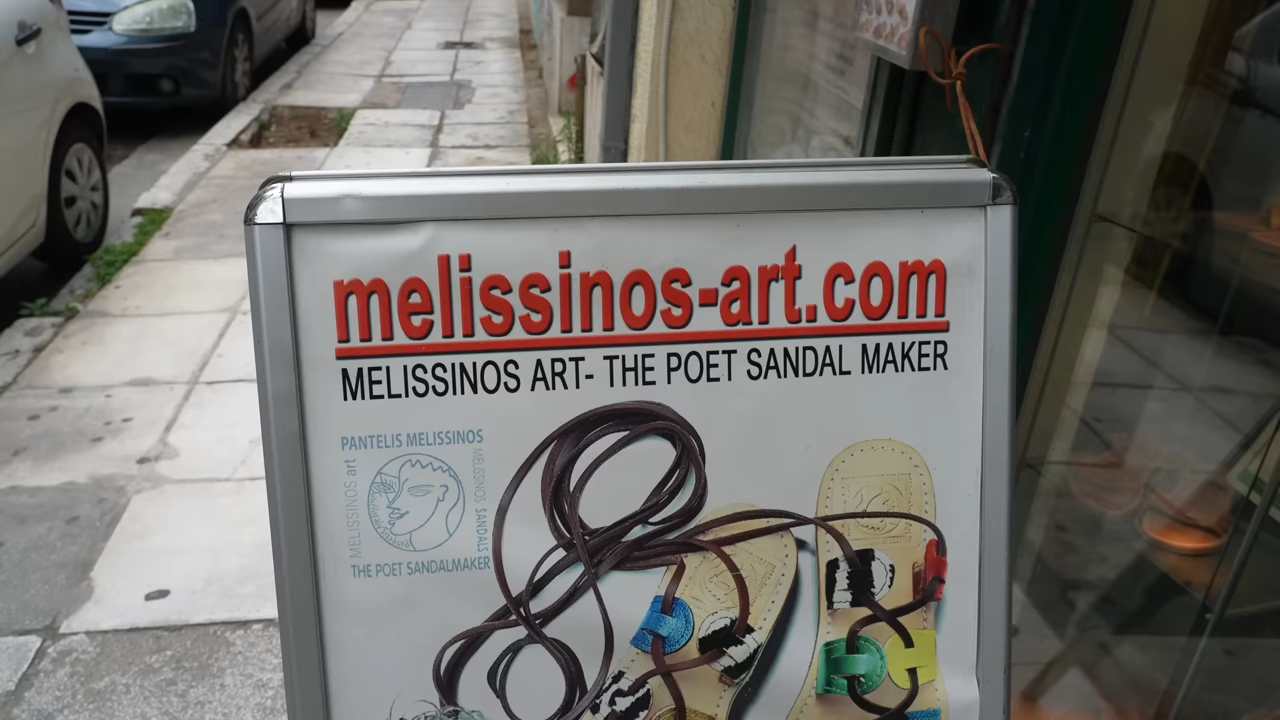 melissinos-art.com
MELISSINOS ART- THE POET SANDAL MAKER
PANTELIS MELISSINOS
MELISSINOS art
MELISSINOS SANDALS
THE POET SANDALMAKER